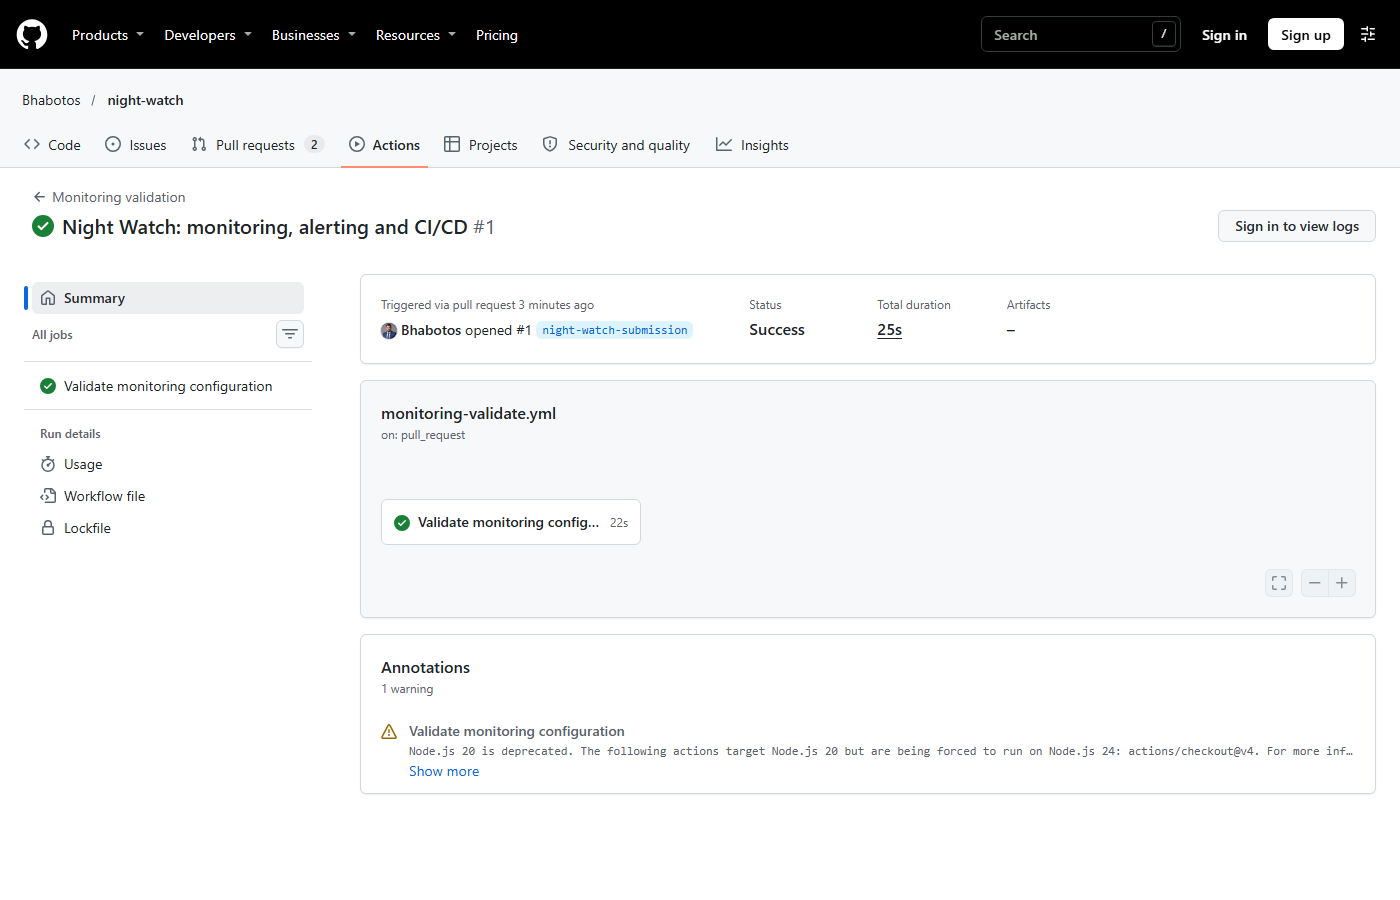 Products
Developers
Businesses
Resources
Pricing
Search
/
Sign in
Sign up
Bhabotos / night-watch
Code
Issues
Pull requests 2
Actions
Projects
Security and quality
Insights
← Monitoring validation
Night Watch: monitoring, alerting and CI/CD #1
Sign in to view logs
Summary
All jobs
Validate monitoring configuration
Run details
Usage
Workflow file
Lockfile
Triggered via pull request 3 minutes ago
Bhabotos opened #1 night-watch-submission
Status
Success
Total duration
25s
Artifacts
–
monitoring-validate.yml
on: pull_request
Validate monitoring config... 22s
Annotations
1 warning
Validate monitoring configuration
Node.js 20 is deprecated. The following actions target Node.js 20 but are being forced to run on Node.js 24: actions/checkout@v4. For more inf…
Show more